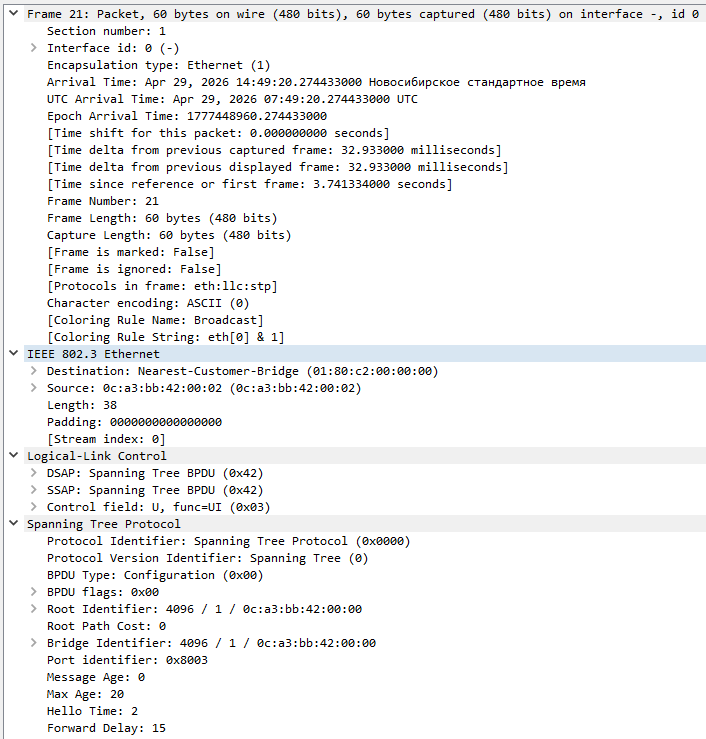 Frame 21: Packet, 60 bytes on wire (480 bits), 60 bytes captured (480 bits) on interface -, id 0
Section number: 1
Interface id: 0 (-)
Encapsulation type: Ethernet (1)
Arrival Time: Apr 29, 2026 14:49:20.274433000 Новосибирское стандартное время
UTC Arrival Time: Apr 29, 2026 07:49:20.274433000 UTC
Epoch Arrival Time: 1777448960.274433000
[Time shift for this packet: 0.000000000 seconds]
[Time delta from previous captured frame: 32.933000 milliseconds]
[Time delta from previous displayed frame: 32.933000 milliseconds]
[Time since reference or first frame: 3.741334000 seconds]
Frame Number: 21
Frame Length: 60 bytes (480 bits)
Capture Length: 60 bytes (480 bits)
[Frame is marked: False]
[Frame is ignored: False]
[Protocols in frame: eth:llc:stp]
Character encoding: ASCII (0)
[Coloring Rule Name: Broadcast]
[Coloring Rule String: eth[0] & 1]
IEEE 802.3 Ethernet
Destination: Nearest-Customer-Bridge (01:80:c2:00:00:00)
Source: 0c:a3:bb:42:00:02 (0c:a3:bb:42:00:02)
Length: 38
Padding: 0000000000000000
[Stream index: 0]
Logical-Link Control
DSAP: Spanning Tree BPDU (0x42)
SSAP: Spanning Tree BPDU (0x42)
Control field: U, func=UI (0x03)
Spanning Tree Protocol
Protocol Identifier: Spanning Tree Protocol (0x0000)
Protocol Version Identifier: Spanning Tree (0)
BPDU Type: Configuration (0x00)
BPDU flags: 0x00
Root Identifier: 4096 / 1 / 0c:a3:bb:42:00:00
Root Path Cost: 0
Bridge Identifier: 4096 / 1 / 0c:a3:bb:42:00:00
Port identifier: 0x8003
Message Age: 0
Max Age: 20
Hello Time: 2
Forward Delay: 15